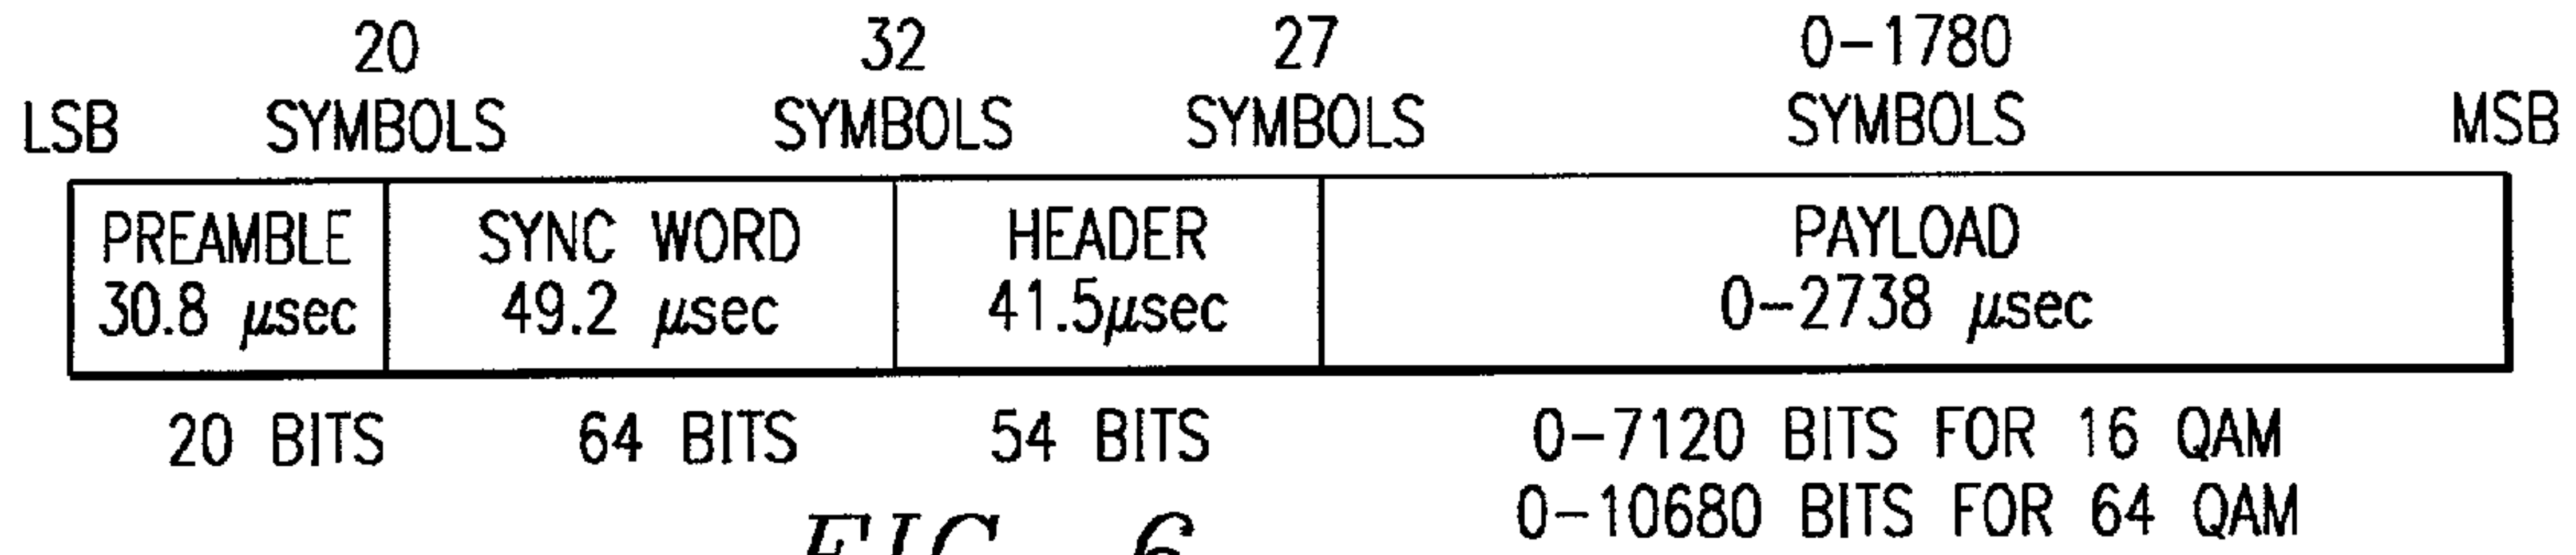 20 32 27 0-1780
LSB SYMBOLS SYMBOLS SYMBOLS SYMBOLS MSB
PREAMBLE SYNC WORD HEADER PAYLOAD
30.8 μsec 49.2 μsec 41.5μsec 0-2738 μsec
20 BITS 64 BITS 54 BITS 0-7120 BITS FOR 16 QAM
0-10680 BITS FOR 64 QAM
FIG. 6